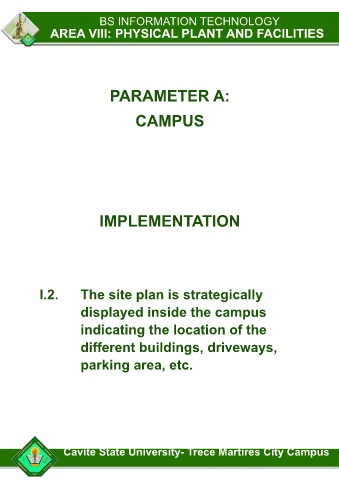 BS INFORMATION TECHNOLOGY
AREA VIII: PHYSICAL PLANT AND FACILITIES
PARAMETER A:
CAMPUS
IMPLEMENTATION
I.2. The site plan is strategically
displayed inside the campus
indicating the location of the
different buildings, driveways,
parking area, etc.
Cavite State University- Trece Martires City Campus